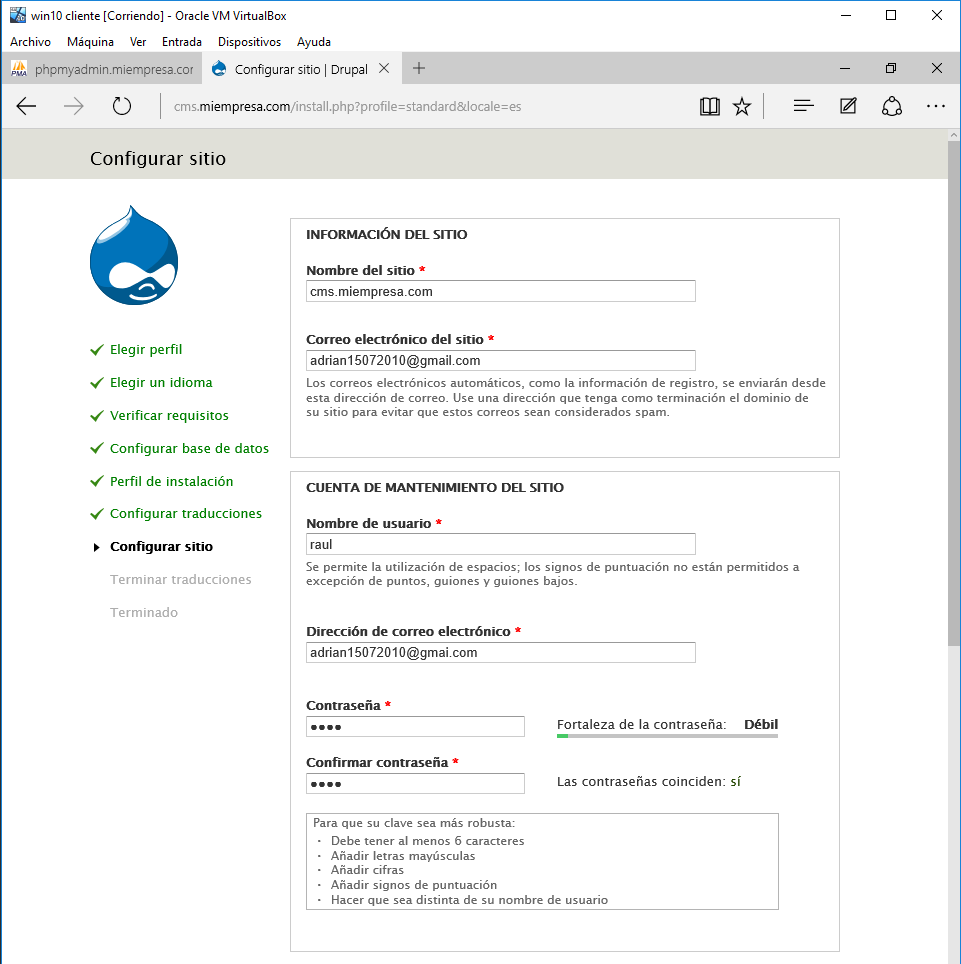 win10 cliente [Corriendo] - Oracle VM VirtualBox
Archivo Máquina Ver Entrada Dispositivos Ayuda
PMA phpmyadmin.miempresa.cor Configurar sitio | Drupal
cms.miempresa.com/install.php?profile=standard&locale=es
Configurar sitio
Elegir perfil
Elegir un idioma
Verificar requisitos
Configurar base de datos
Perfil de instalación
Configurar traducciones
Configurar sitio
Terminar traducciones
Terminado
INFORMACIÓN DEL SITIO
Nombre del sitio *
cms.miempresa.com
Correo electrónico del sitio *
adrian15072010@gmail.com
Los correos electrónicos automáticos, como la información de registro, se enviarán desde
esta dirección de correo. Use una dirección que tenga como terminación el dominio de
su sitio para evitar que estos correos sean considerados spam.
CUENTA DE MANTENIMIENTO DEL SITIO
Nombre de usuario *
raul
Se permite la utilización de espacios; los signos de puntuación no están permitidos a
excepción de puntos, guiones y guiones bajos.
Dirección de correo electrónico *
adrian15072010@gmai.com
Contraseña *
●●●● Fortaleza de la contraseña: Débil
Confirmar contraseña *
●●●● Las contraseñas coinciden: sí
Para que su clave sea más robusta:
· Debe tener al menos 6 caracteres
· Añadir letras mayúsculas
· Añadir cifras
· Añadir signos de puntuación
· Hacer que sea distinta de su nombre de usuario